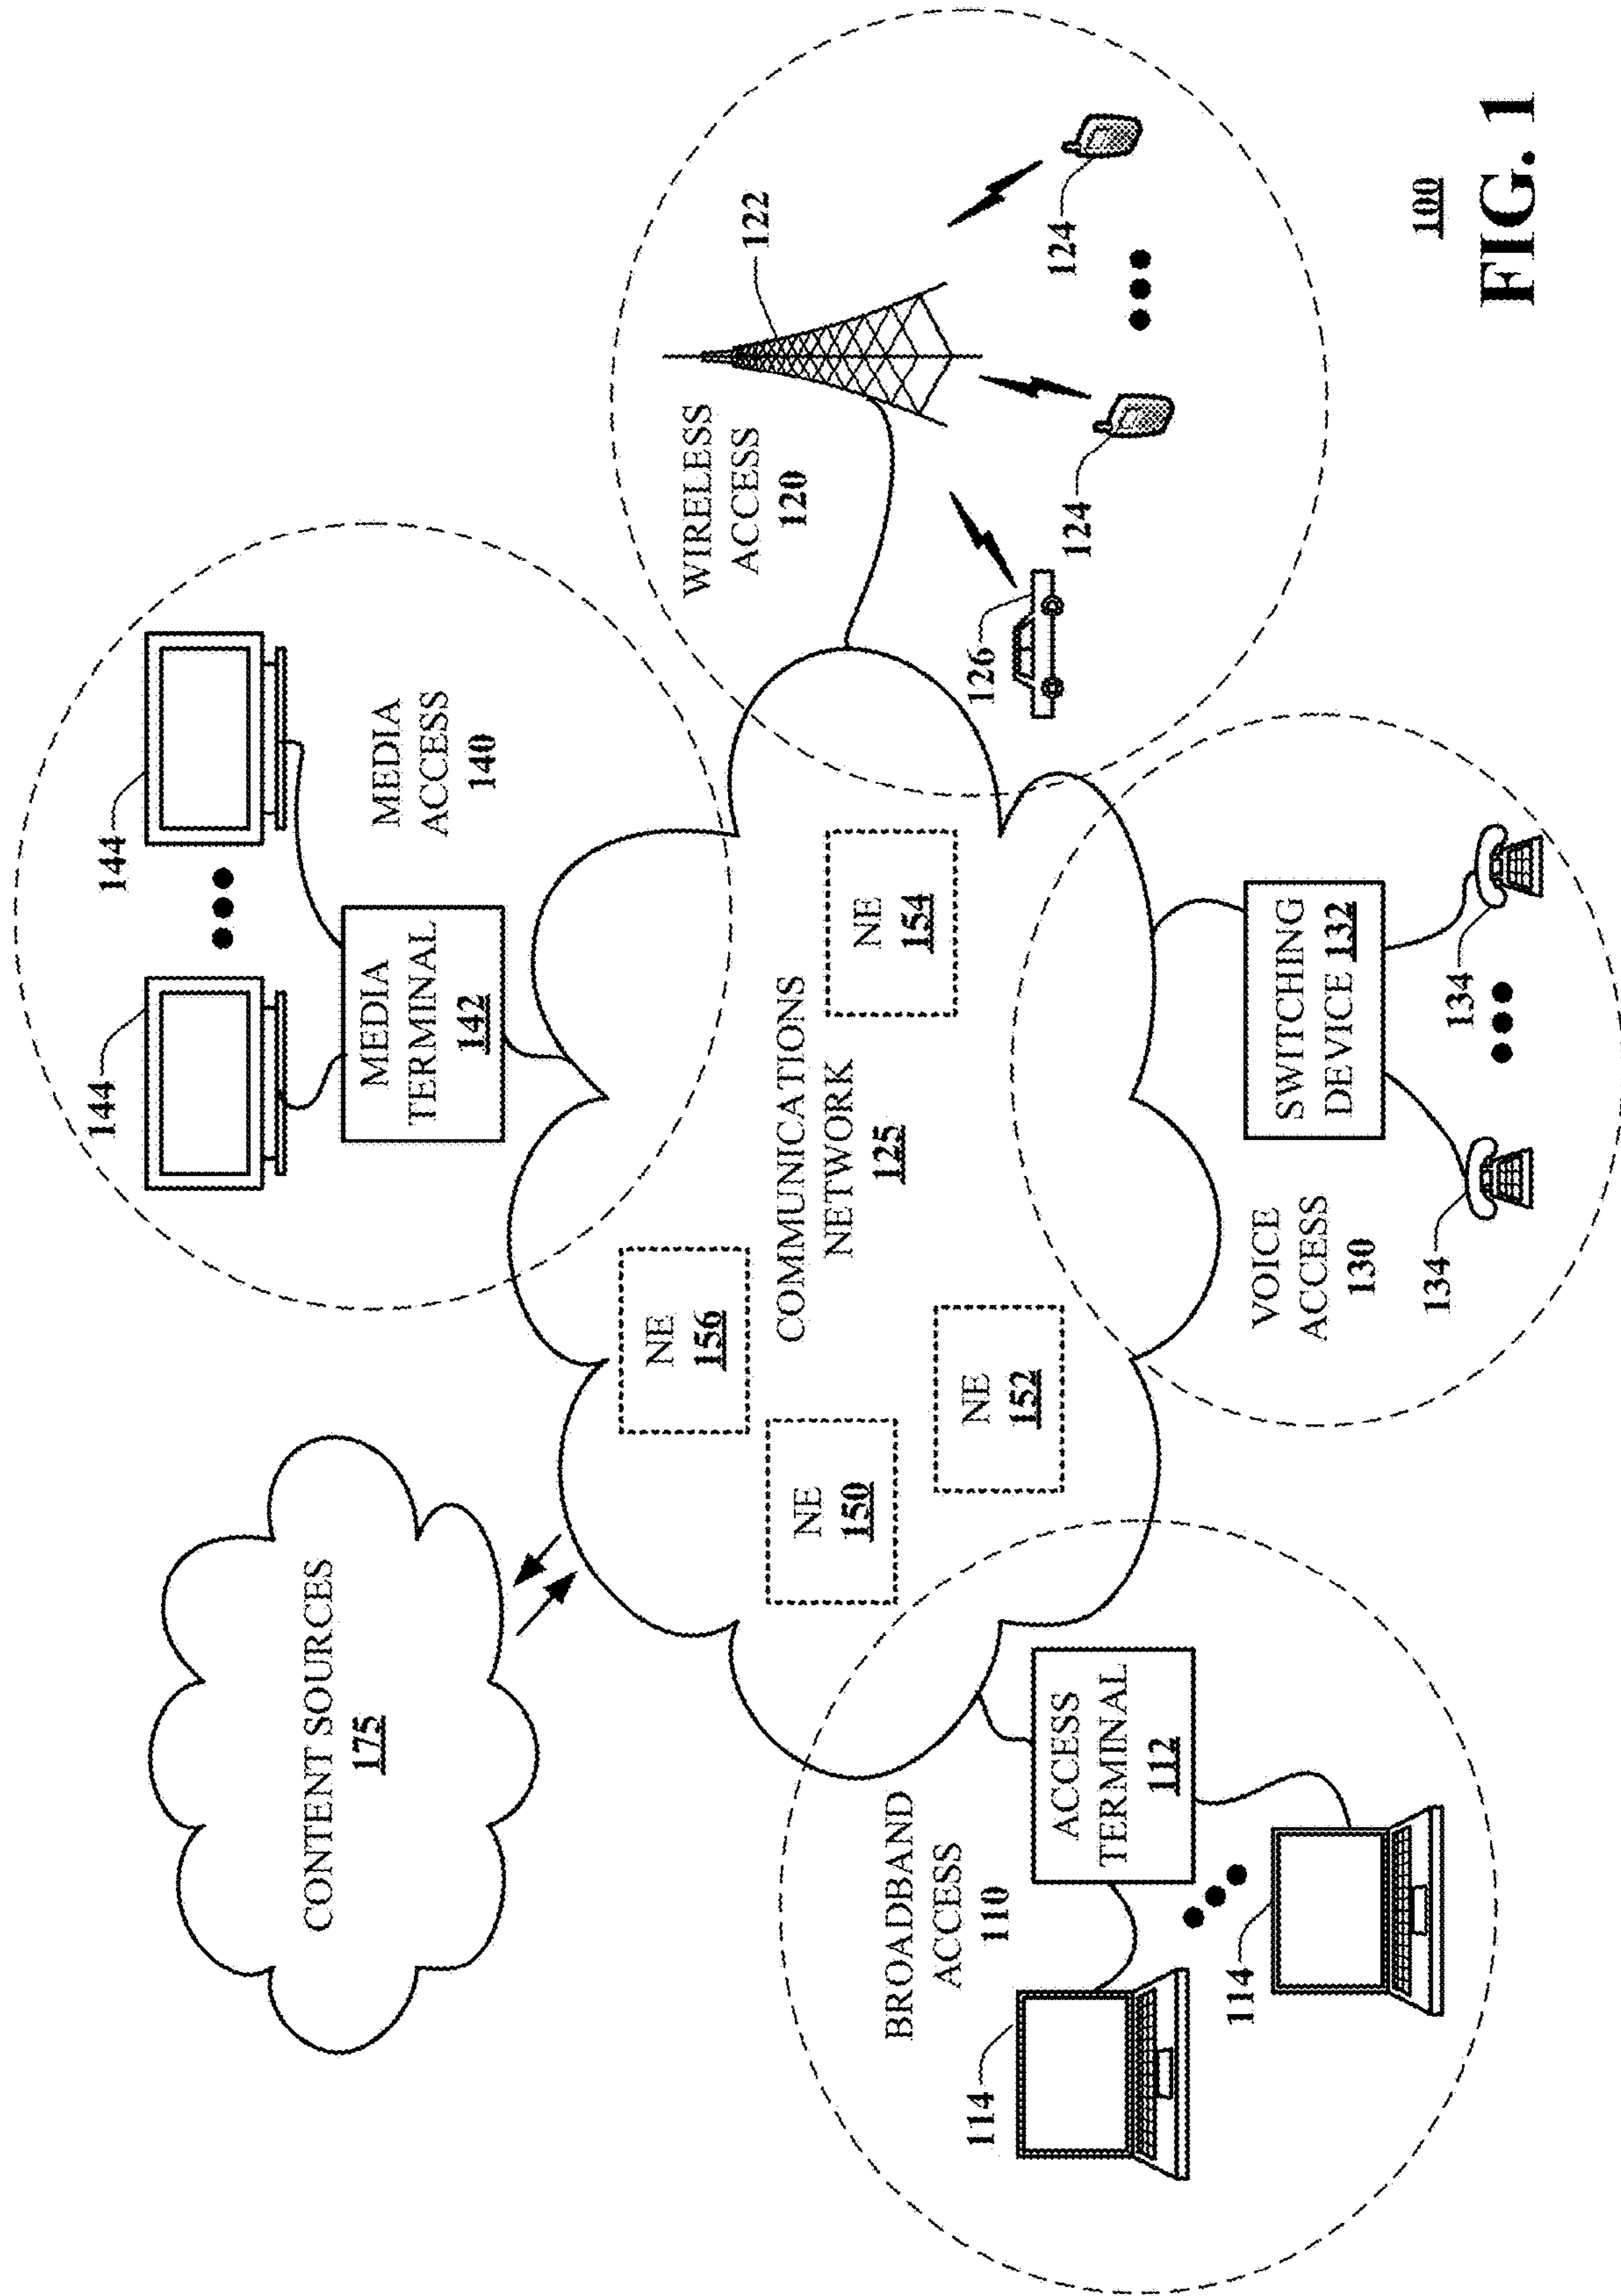 CONTENT SOURCES
175
144
144
MEDIA
TERMINAL
142
MEDIA
ACCESS
140
NE
156
NE
150
NE
152
NE
154
COMMUNICATIONS
NETWORK
125
WIRELESS
ACCESS
120
122
124
124
126
BROADBAND
ACCESS
110
ACCESS
TERMINAL
112
114
114
VOICE
ACCESS
130
SWITCHING
DEVICE 132
134
134
100
FIG. 1